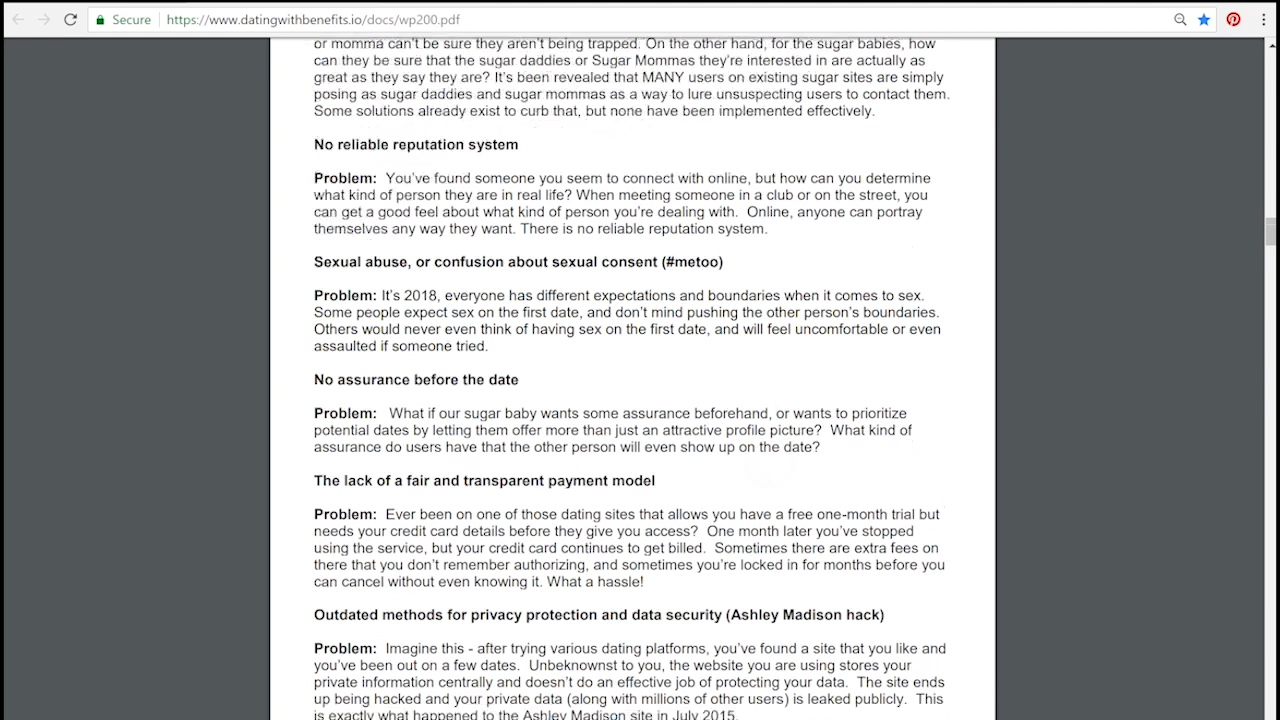 Secure
https://www.datingwithbenefits.io/docs/wp200.pdf
or momma can't be sure they aren't being trapped. On the other hand, for the sugar babies, how
can they be sure that the sugar daddies or Sugar Mommas they're interested in are actually as
great as they say they are? It's been revealed that MANY users on existing sugar sites are simply
posing as sugar daddies and sugar mommas as a way to lure unsuspecting users to contact them.
Some solutions already exist to curb that, but none have been implemented effectively.
No reliable reputation system
Problem: You've found someone you seem to connect with online, but how can you determine
what kind of person they are in real life? When meeting someone in a club or on the street, you
can get a good feel about what kind of person you're dealing with. Online, anyone can portray
themselves any way they want. There is no reliable reputation system.
Sexual abuse, or confusion about sexual consent (#metoo)
Problem: It's 2018, everyone has different expectations and boundaries when it comes to sex.
Some people expect sex on the first date, and don't mind pushing the other person's boundaries.
Others would never even think of having sex on the first date, and will feel uncomfortable or even
assaulted if someone tried.
No assurance before the date
Problem: What if our sugar baby wants some assurance beforehand, or wants to prioritize
potential dates by letting them offer more than just an attractive profile picture? What kind of
assurance do users have that the other person will even show up on the date?
The lack of a fair and transparent payment model
Problem: Ever been on one of those dating sites that allows you have a free one-month trial but
needs your credit card details before they give you access? One month later you've stopped
using the service, but your credit card continues to get billed. Sometimes there are extra fees on
there that you don't remember authorizing, and sometimes you're locked in for months before you
can cancel without even knowing it. What a hassle!
Outdated methods for privacy protection and data security (Ashley Madison hack)
Problem: Imagine this - after trying various dating platforms, you've found a site that you like and
you've been out on a few dates. Unbeknownst to you, the website you are using stores your
private information centrally and doesn't do an effective job of protecting your data. The site ends
up being hacked and your private data (along with millions of other users) is leaked publicly. This
is exactly what happened to the Ashley Madison site in July 2015.